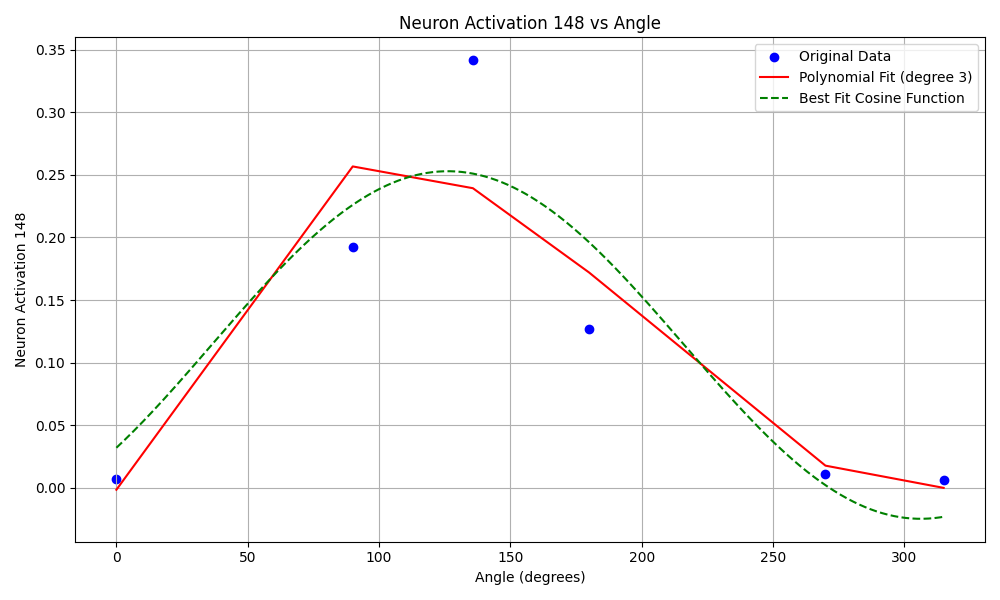 Neuron Activation 148 vs Angle
Original Data
Polynomial Fit (degree 3)
Best Fit Cosine Function
0.35
0.30
0.25
0.20
0.15
0.10
0.05
0.00
Neuron Activation 148
0 50 100 150 200 250 300
Angle (degrees)